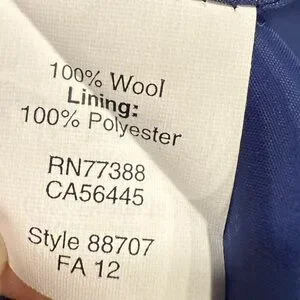 100% Wool
Lining:
100% Polyester
RN77388
CA56445
Style 88707
FA 12